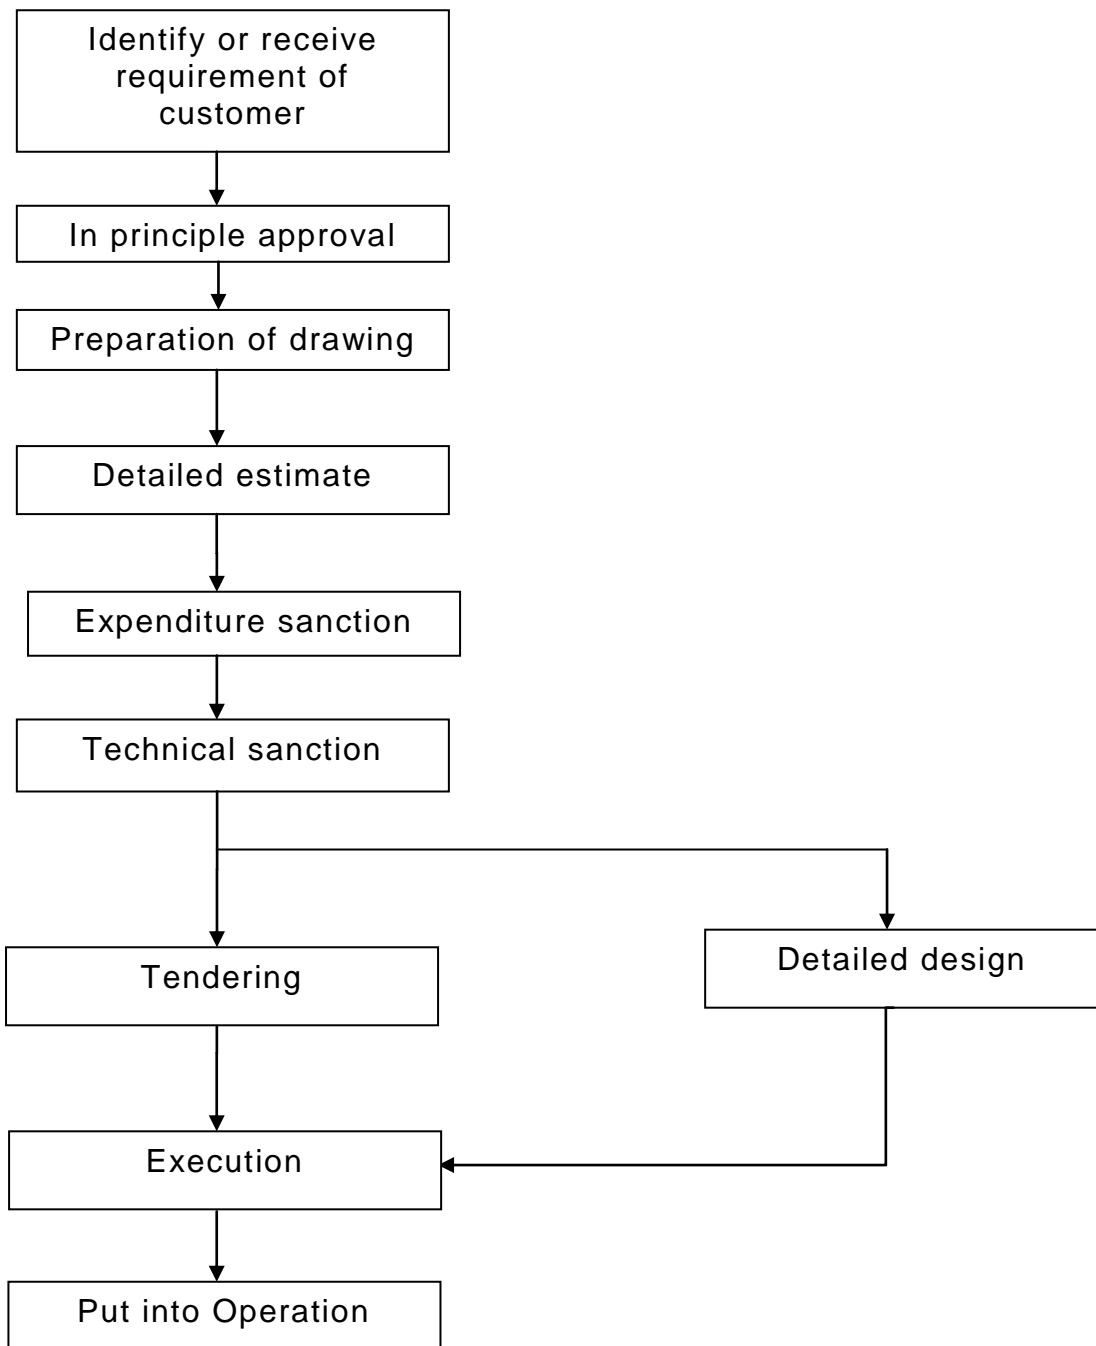 Identify or receive
requirement of
customer
In principle approval
Preparation of drawing
Detailed estimate
Expenditure sanction
Technical sanction
Tendering
Detailed design
Execution
Put into Operation